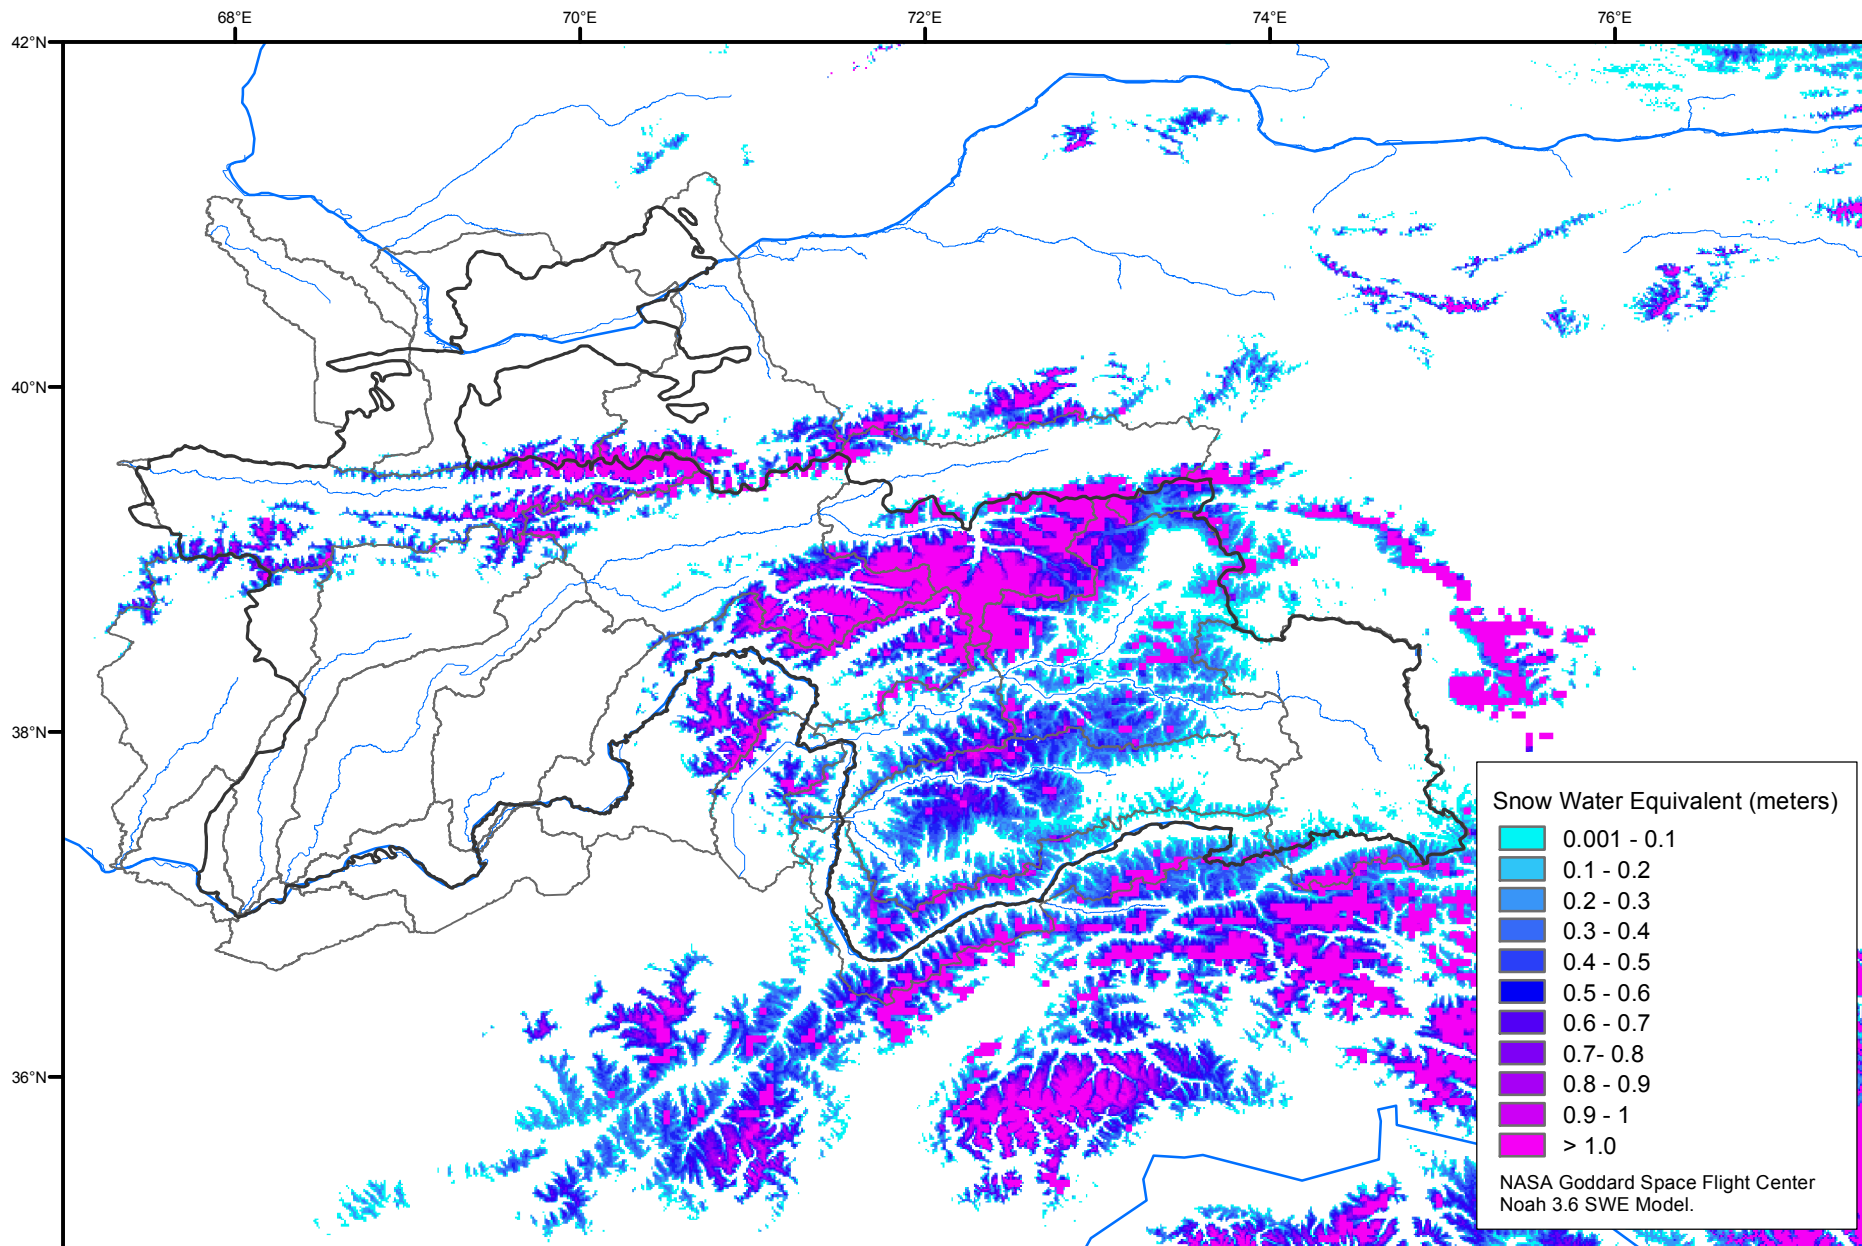 68°E
70°E
72°E
74°E
76°E
42°N
40°N
38°N
36°N
Snow Water Equivalent (meters)
0.001 - 0.1
0.1 - 0.2
0.2 - 0.3
0.3 - 0.4
0.4 - 0.5
0.5 - 0.6
0.6 - 0.7
0.7- 0.8
0.8 - 0.9
0.9 - 1
> 1.0
NASA Goddard Space Flight Center
Noah 3.6 SWE Model.